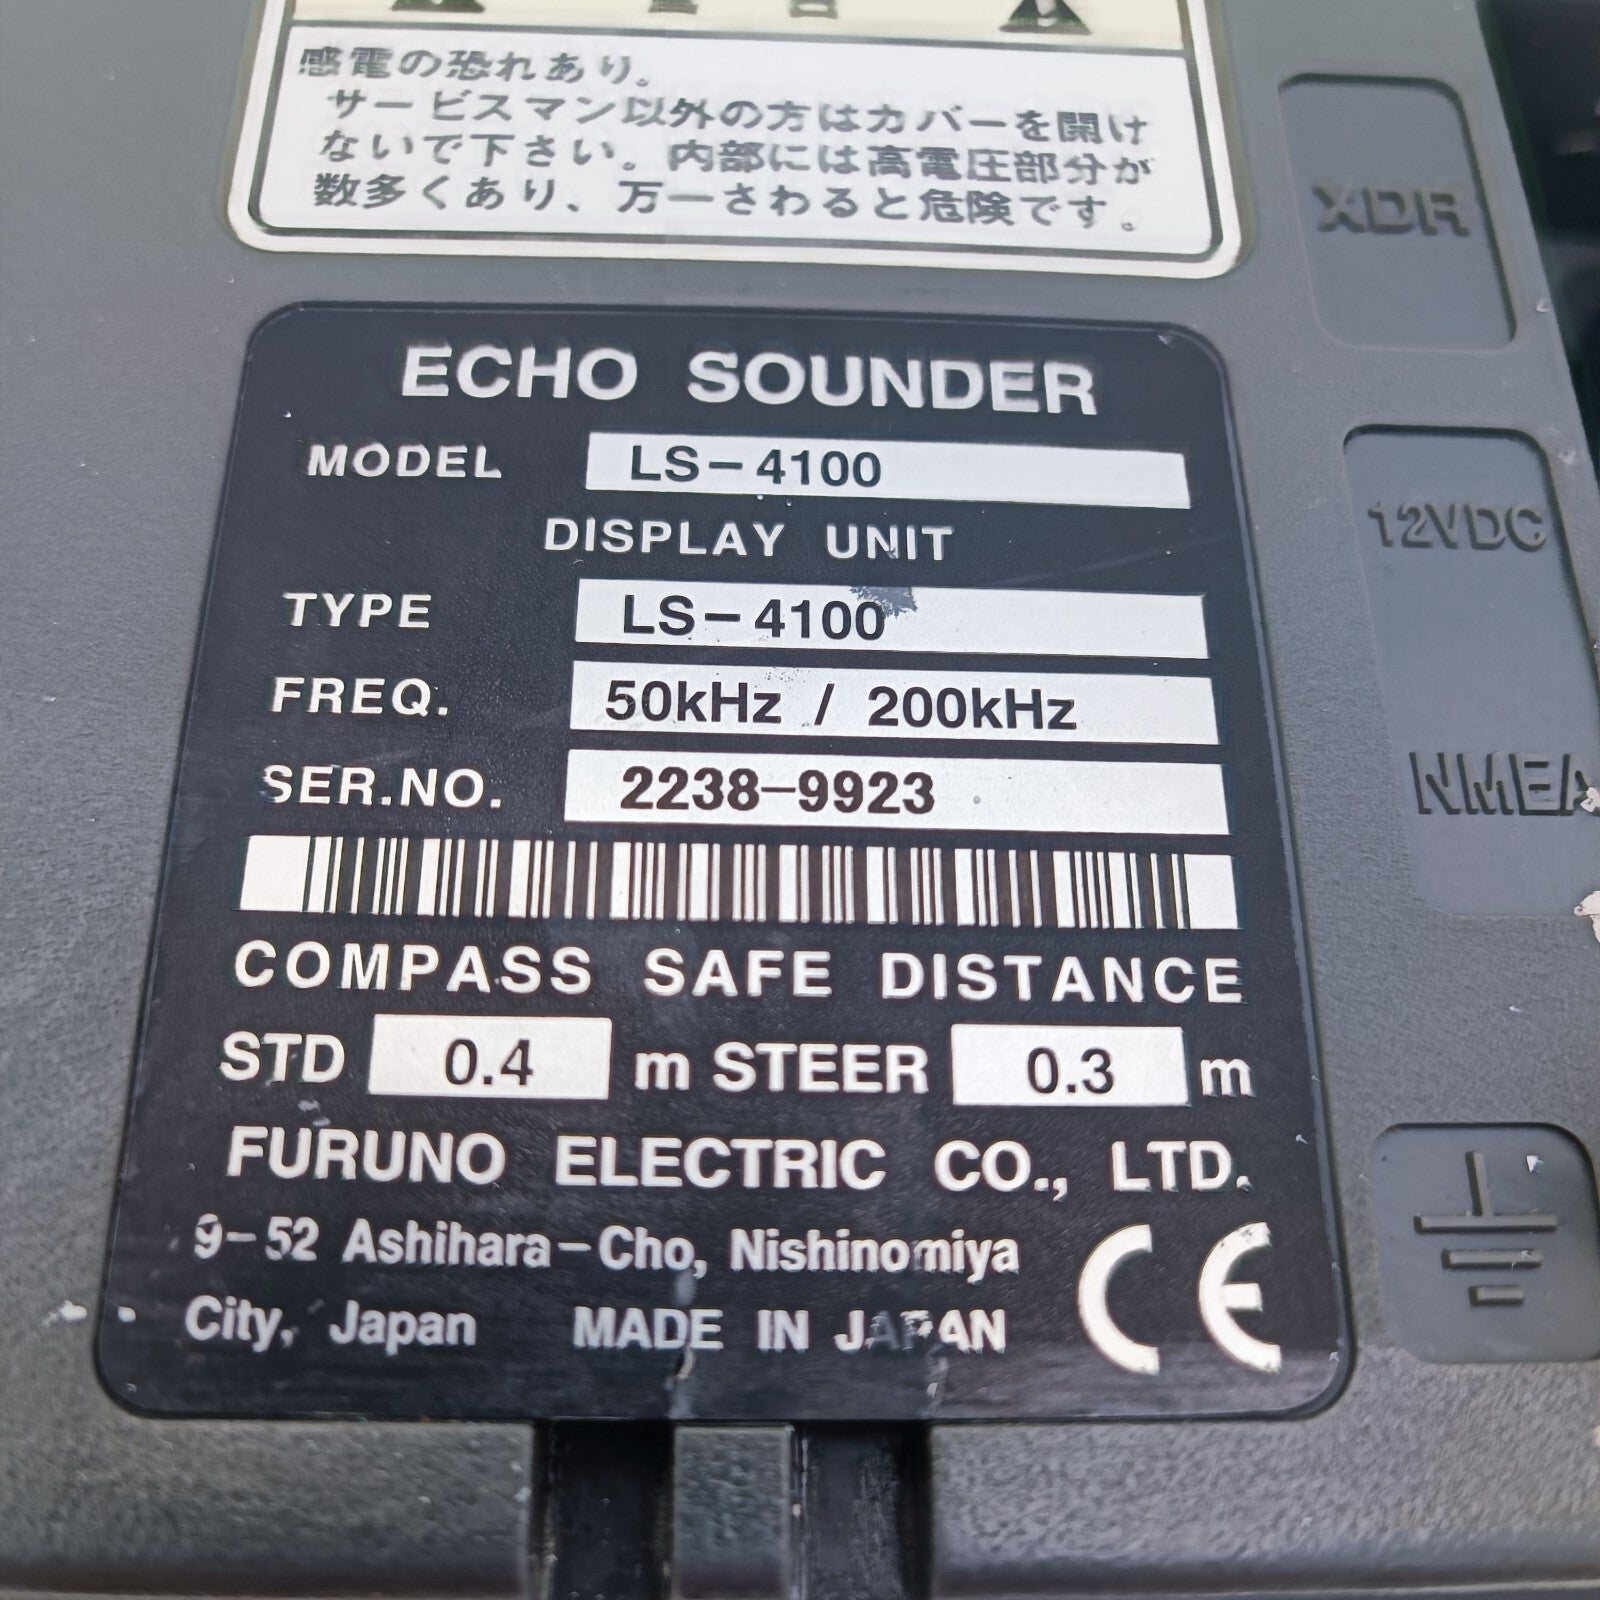 警告
感電の恐れあり。
サービスマン以外の方はカバーを開け
ないで下さい。内部には高電圧部分が
数多くあり、万一さわると危険です。
XDR
ECHO SOUNDER
MODEL LS-4100
DISPLAY UNIT
12VDC
TYPE LS-4100
FREQ. 50kHz / 200kHz
SER.NO. 2238-9923
NMEA
COMPASS SAFE DISTANCE
STD 0.4 m STEER 0.3 m
FURUNO ELECTRIC CO., LTD.
9-52 Ashihara-Cho, Nishinomiya
City, Japan MADE IN JAPAN
CE